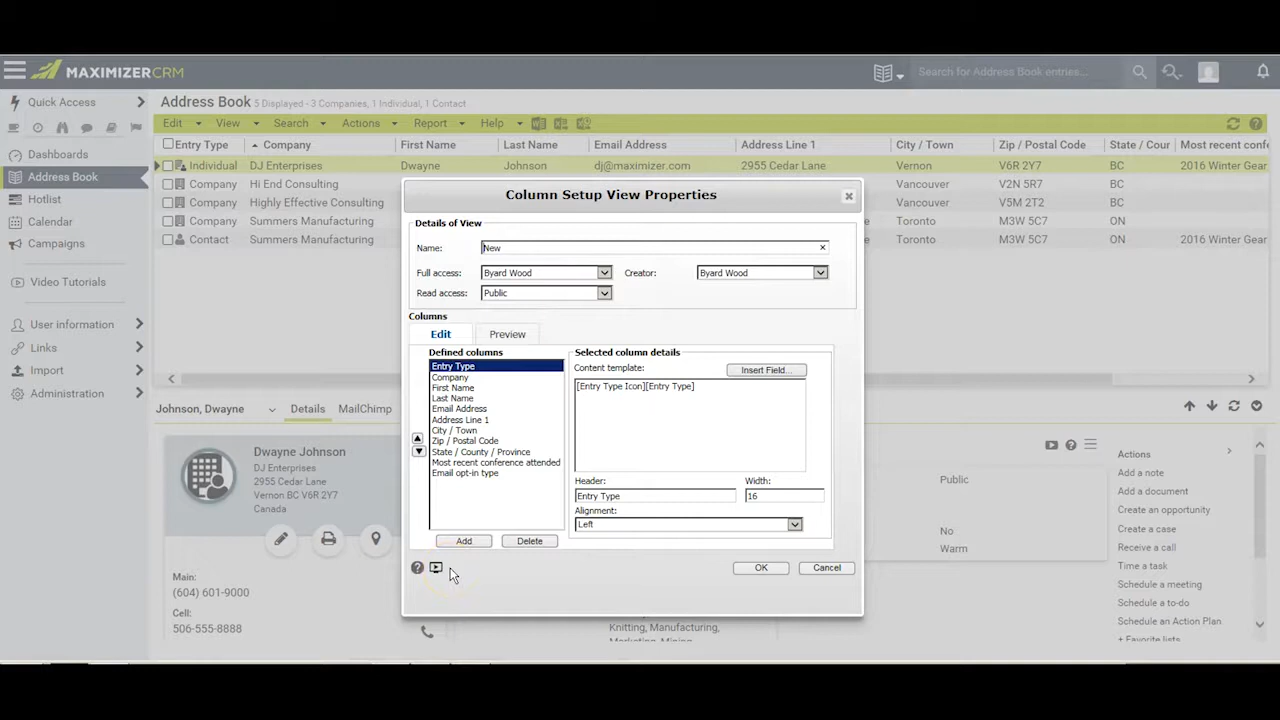 MAXIMIZERCRM
Search for Address Book entries...
Quick Access
Address Book 5 Displayed - 3 Companies, 1 Individual, 1 Contact
Edit View Search Actions Report Help
Entry Type Company First Name Last Name Email Address Address Line 1 City / Town Zip / Postal Code State / Cour Most recent confe
Individual DJ Enterprises Dwayne Johnson dj@maximizer.com 2955 Cedar Lane Vernon V6R 2Y7 BC 2016 Winter Gear
Company Hi End Consulting Vancouver V2N 5R7 BC
Company Highly Effective Consulting Vancouver V5M 2T2 BC
Company Summers Manufacturing Toronto M3W 5C7 ON
Contact Summers Manufacturing Toronto M3W 5C7 ON 2016 Winter Gear
Dashboards
Address Book
Hotlist
Calendar
Campaigns
Video Tutorials
User information
Links
Import
Administration
Column Setup View Properties
Details of View
Name: New
Full access: Byard Wood Creator: Byard Wood
Read access: Public
Columns
Edit Preview
Defined columns
Entry Type
Company
First Name
Last Name
Email Address
Address Line 1
City / Town
Zip / Postal Code
State / County / Province
Most recent conference attended
Email opt-in type
Add Delete
Selected column details
Content template: Insert Field...
[Entry Type Icon][Entry Type]
Header: Width:
Entry Type 16
Alignment:
Left
OK Cancel
Johnson, Dwayne Details MailChimp
Dwayne Johnson
DJ Enterprises
2955 Cedar Lane
Vernon BC V6R 2Y7
Canada
Main:
(604) 601-9000
Cell:
506-555-8888
Knitting, Manufacturing,
Marketing, Mining
Public
No
Warm
Actions
Add a note
Add a document
Create an opportunity
Create a case
Receive a call
Time a task
Schedule a meeting
Schedule a to-do
Schedule an Action Plan
+ Favorite lists